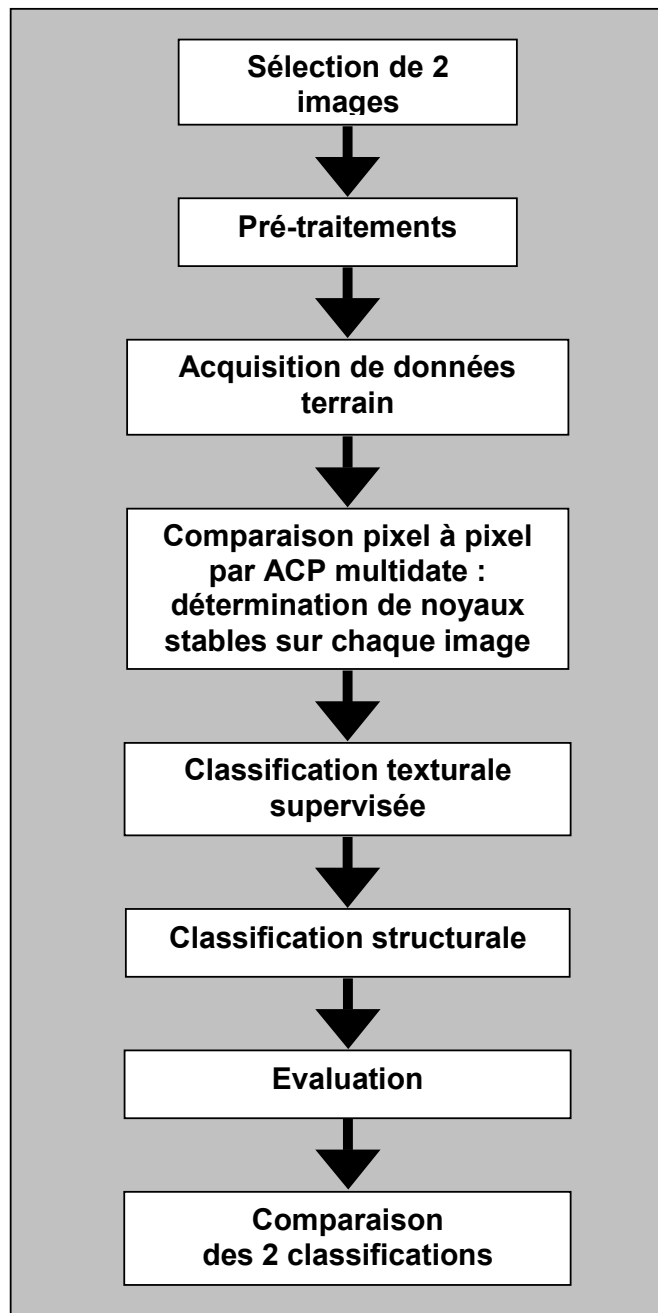 Sélection de 2
images
Pré-traitements
Acquisition de données
terrain
Comparaison pixel à pixel
par ACP multidate :
détermination de noyaux
stables sur chaque image
Classification texturale
supervisée
Classification structurale
Evaluation
Comparaison
des 2 classifications